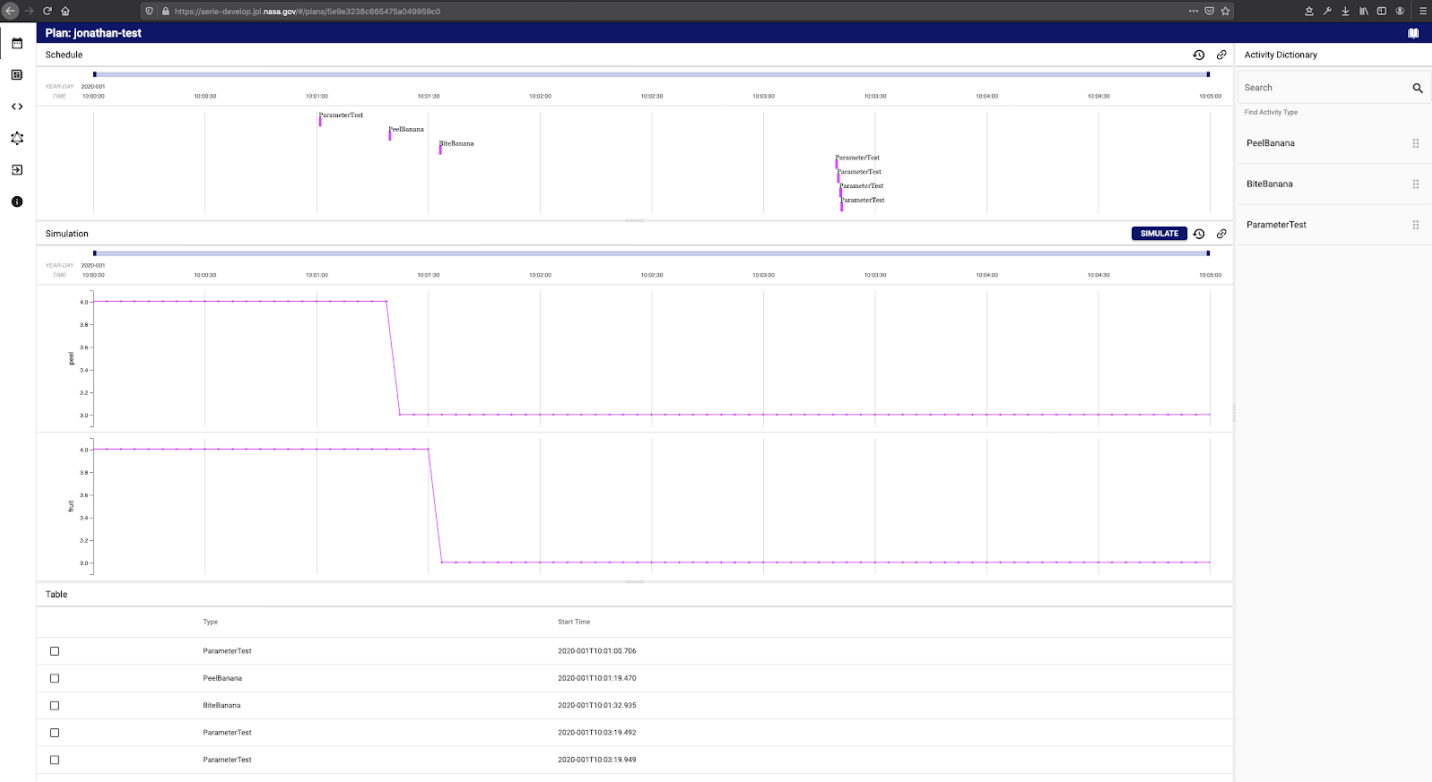 https://aerie-develop.jpl.nasa.gov/#/plans/5e9e3238c665475a049959c0
Plan: jonathan-test
Schedule
YEAR-DAY 2020-001
TIME 10:00:00 10:00:30 10:01:00 10:01:30 10:02:00 10:02:30 10:03:00 10:03:30 10:04:00 10:04:30 10:05:00
ParameterTest
PeelBanana
BiteBanana
ParameterTest
ParameterTest
ParameterTest
ParameterTest
Simulation SIMULATE
YEAR-DAY 2020-001
TIME 10:00:00 10:00:30 10:01:00 10:01:30 10:02:00 10:02:30 10:03:00 10:03:30 10:04:00 10:04:30 10:05:00
4.0
3.8
3.6
peel
3.4
3.2
3.0
4.0
3.8
3.6
fruit
3.4
3.2
3.0
Table
Type Start Time
ParameterTest 2020-001T10:01:00.706
PeelBanana 2020-001T10:01:19.470
BiteBanana 2020-001T10:01:32.935
ParameterTest 2020-001T10:03:19.492
ParameterTest 2020-001T10:03:19.949
Activity Dictionary
Search
Find Activity Type
PeelBanana
BiteBanana
ParameterTest